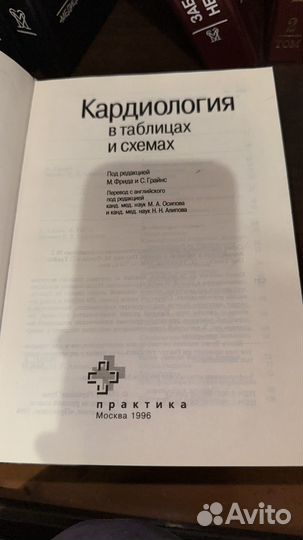 Кардиология
в таблицах
и схемах
Под редакцией
М. Фрида и С. Грайнс
Перевод с английского
под редакцией
канд. мед. наук М. А. Осипова
и канд. мед. наук Н. Н. Алипова
практика
Москва 1996
Avito